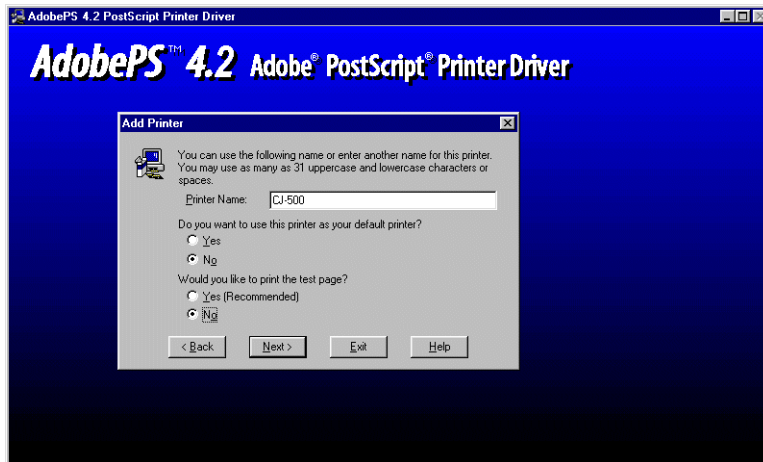 AdobePS 4.2 PostScript Printer Driver
AdobePS™ 4.2 Adobe® PostScript® Printer Driver
Add Printer
You can use the following name or enter another name for this printer.
You may use as many as 31 uppercase and lowercase characters or
spaces.
Printer Name: CJ-500
Do you want to use this printer as your default printer?
Yes
No
Would you like to print the test page?
Yes (Recommended)
No
< Back Next > Exit Help